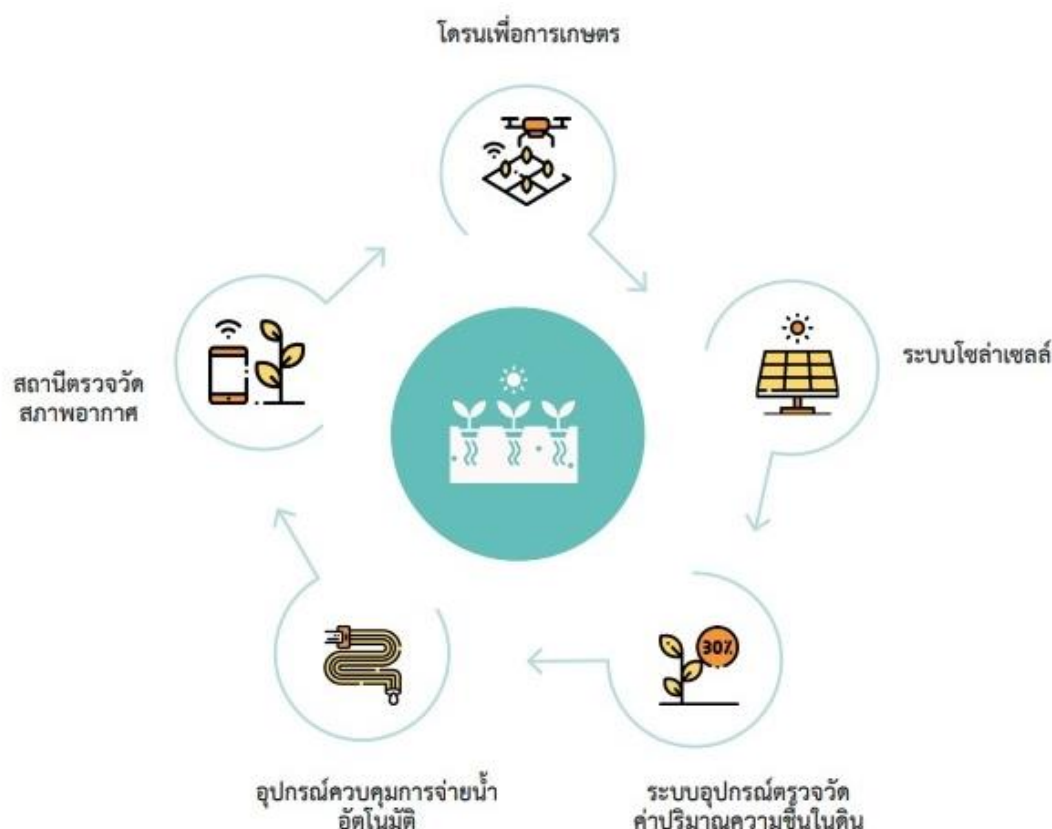 โดรนเพื่อการเกษตร
ระบบโซล่าเซลล์
สถานีตรวจวัด
สภาพอากาศ
30%
อุปกรณ์ควบคุมการจ่ายน้ำ
อัตโนมัติ
ระบบอุปกรณ์ตรวจวัด
ค่าปริมาณความชื้นในดิน